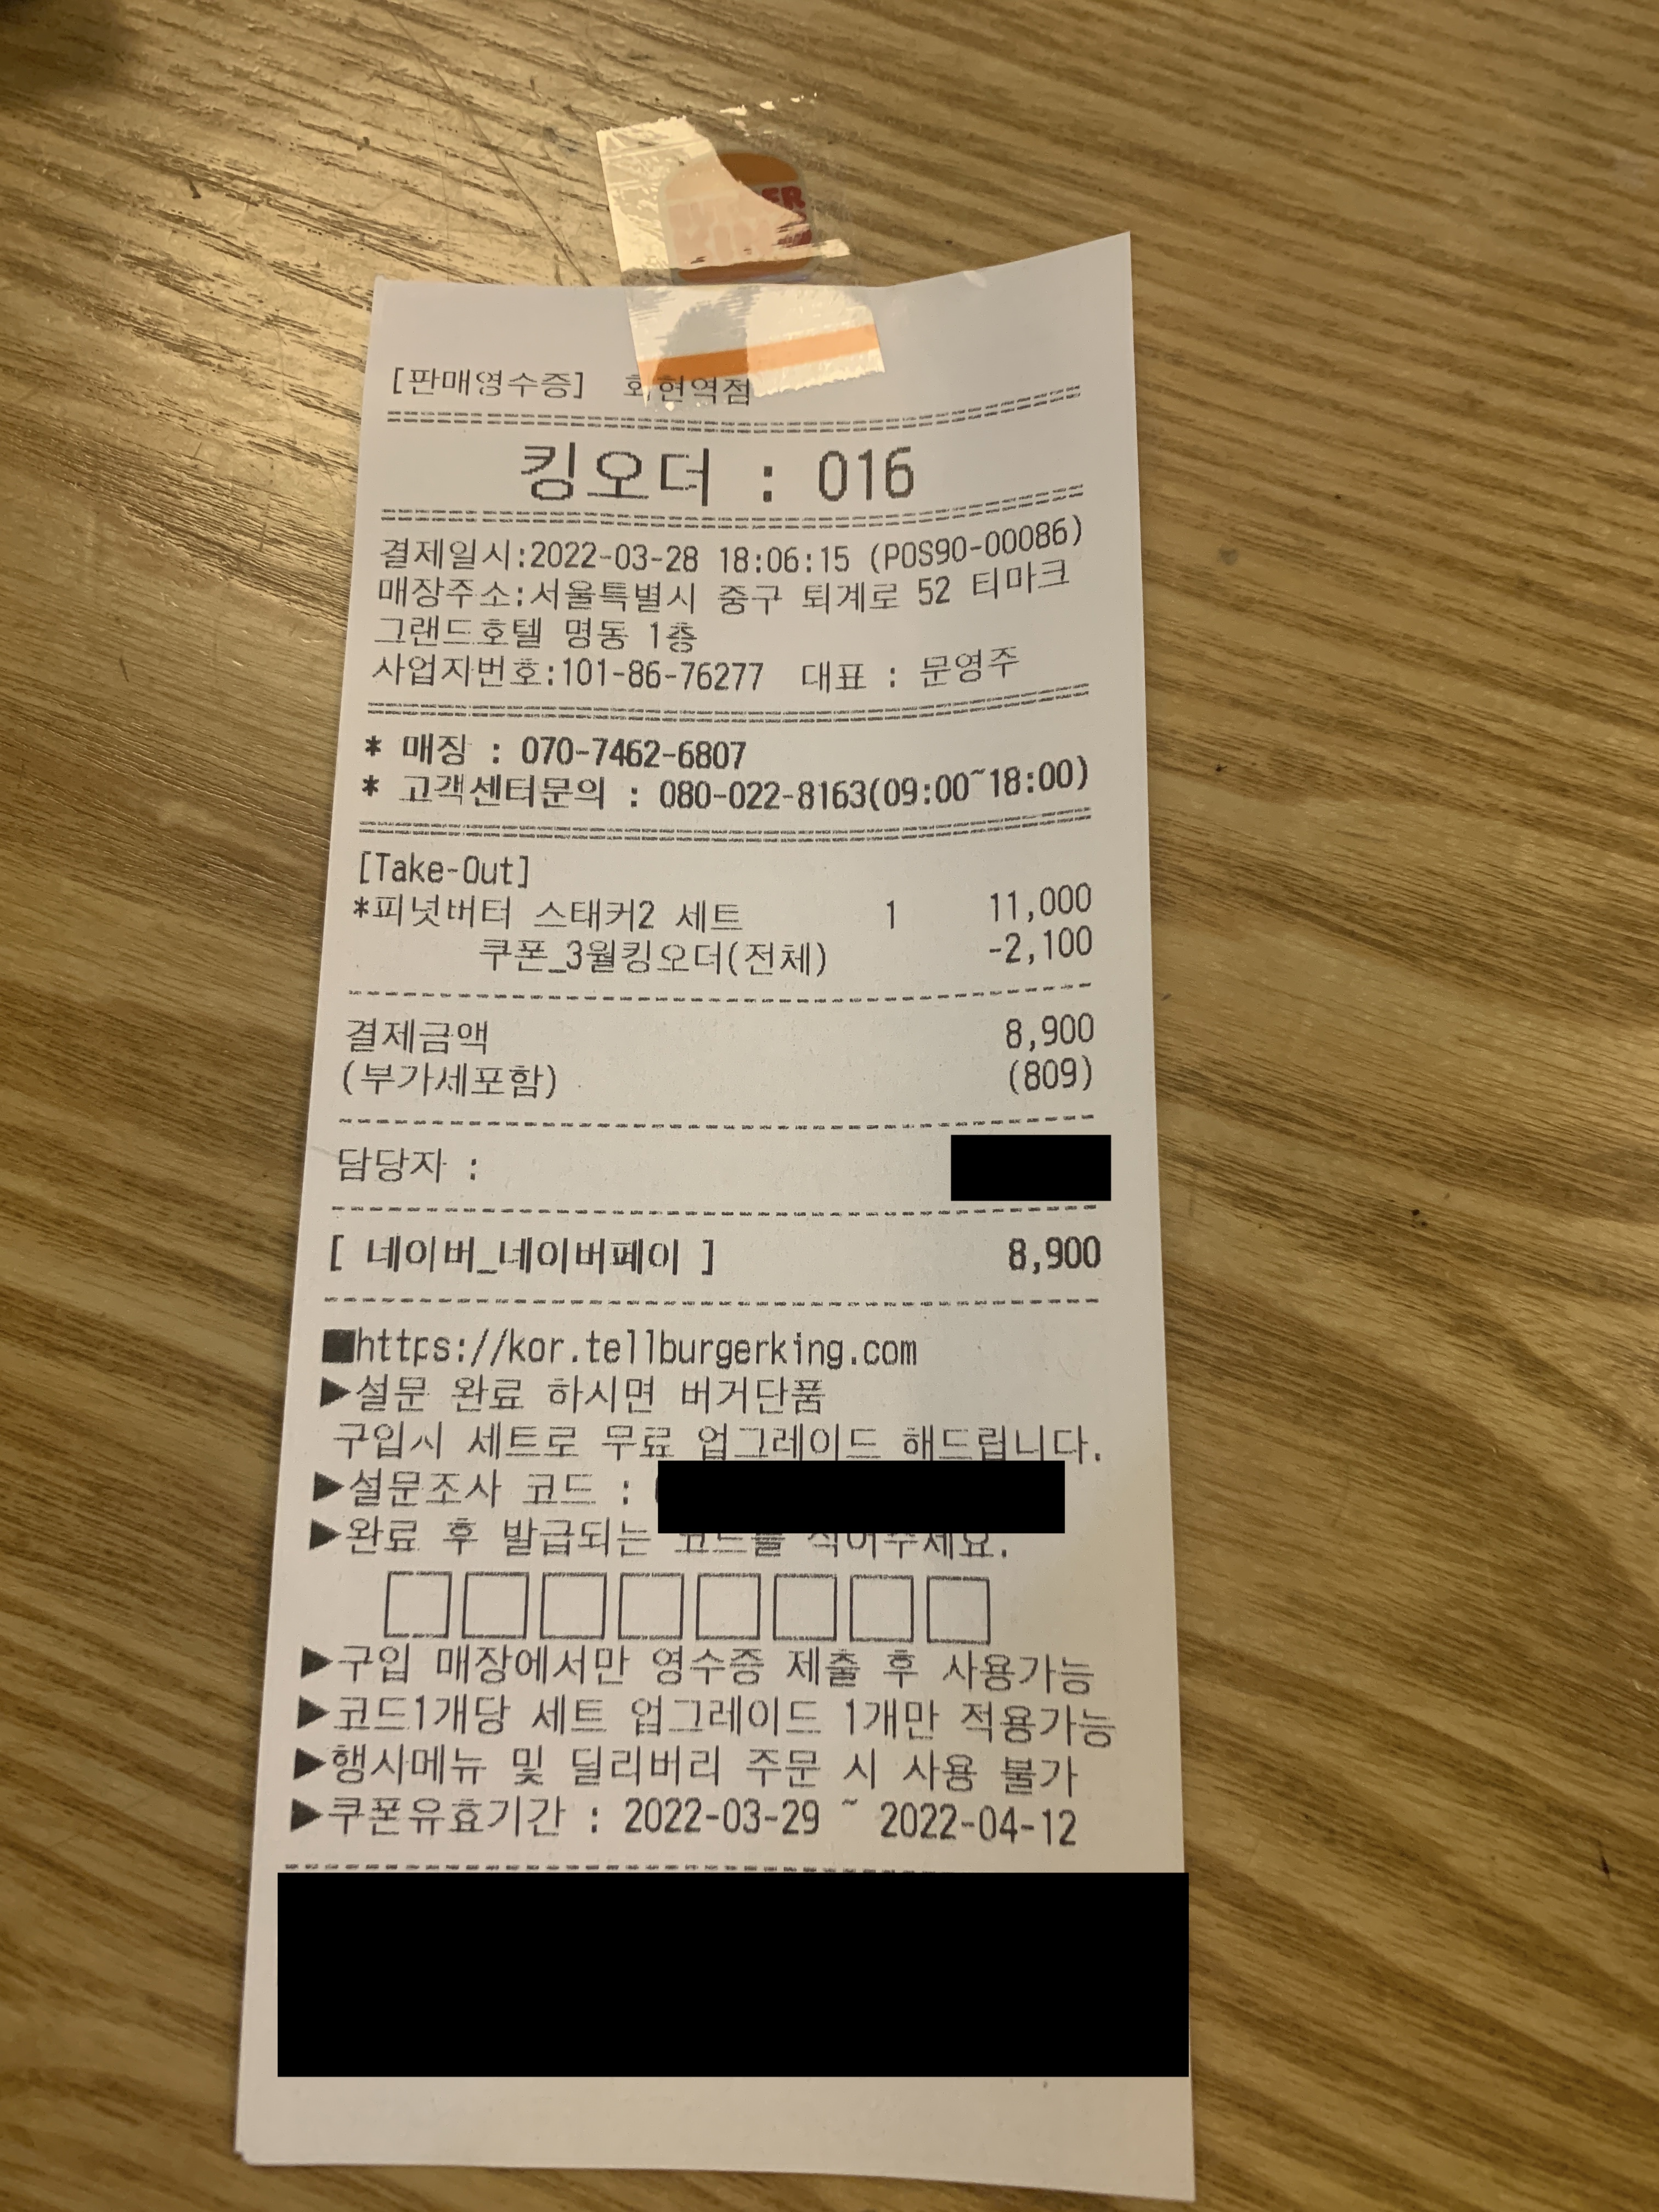 [판매영수증] 회현역점
킹오더 : 016
결제일시:2022-03-28 18:06:15 (POS90-00086)
매장주소:서울특별시 중구 퇴계로 52 티마크
그랜드호텔 명동 1층
사업자번호:101-86-76277 대표 : 문영주
* 매장 : 070-7462-6807
* 고객센터문의 : 080-022-8163(09:00~18:00)
[Take-Out]
*피넛버터 스태커2 세트 1 11,000
쿠폰_3월킹오더(전체) -2,100
결제금액 8,900
(부가세포함) (809)
담당자 :
[ 네이버_네이버페이 ] 8,900
■https://kor.tellburgerking.com
▶설문 완료 하시면 버거단품
구입시 세트로 무료 업그레이드 해드립니다.
▶설문조사 코드 :
▶완료 후 발급되는 코드를 적어주세요.
▶구입 매장에서만 영수증 제출 후 사용가능
▶코드1개당 세트 업그레이드 1개만 적용가능
▶행사메뉴 및 딜리버리 주문 시 사용 불가
▶쿠폰유효기간 : 2022-03-29 ~ 2022-04-12